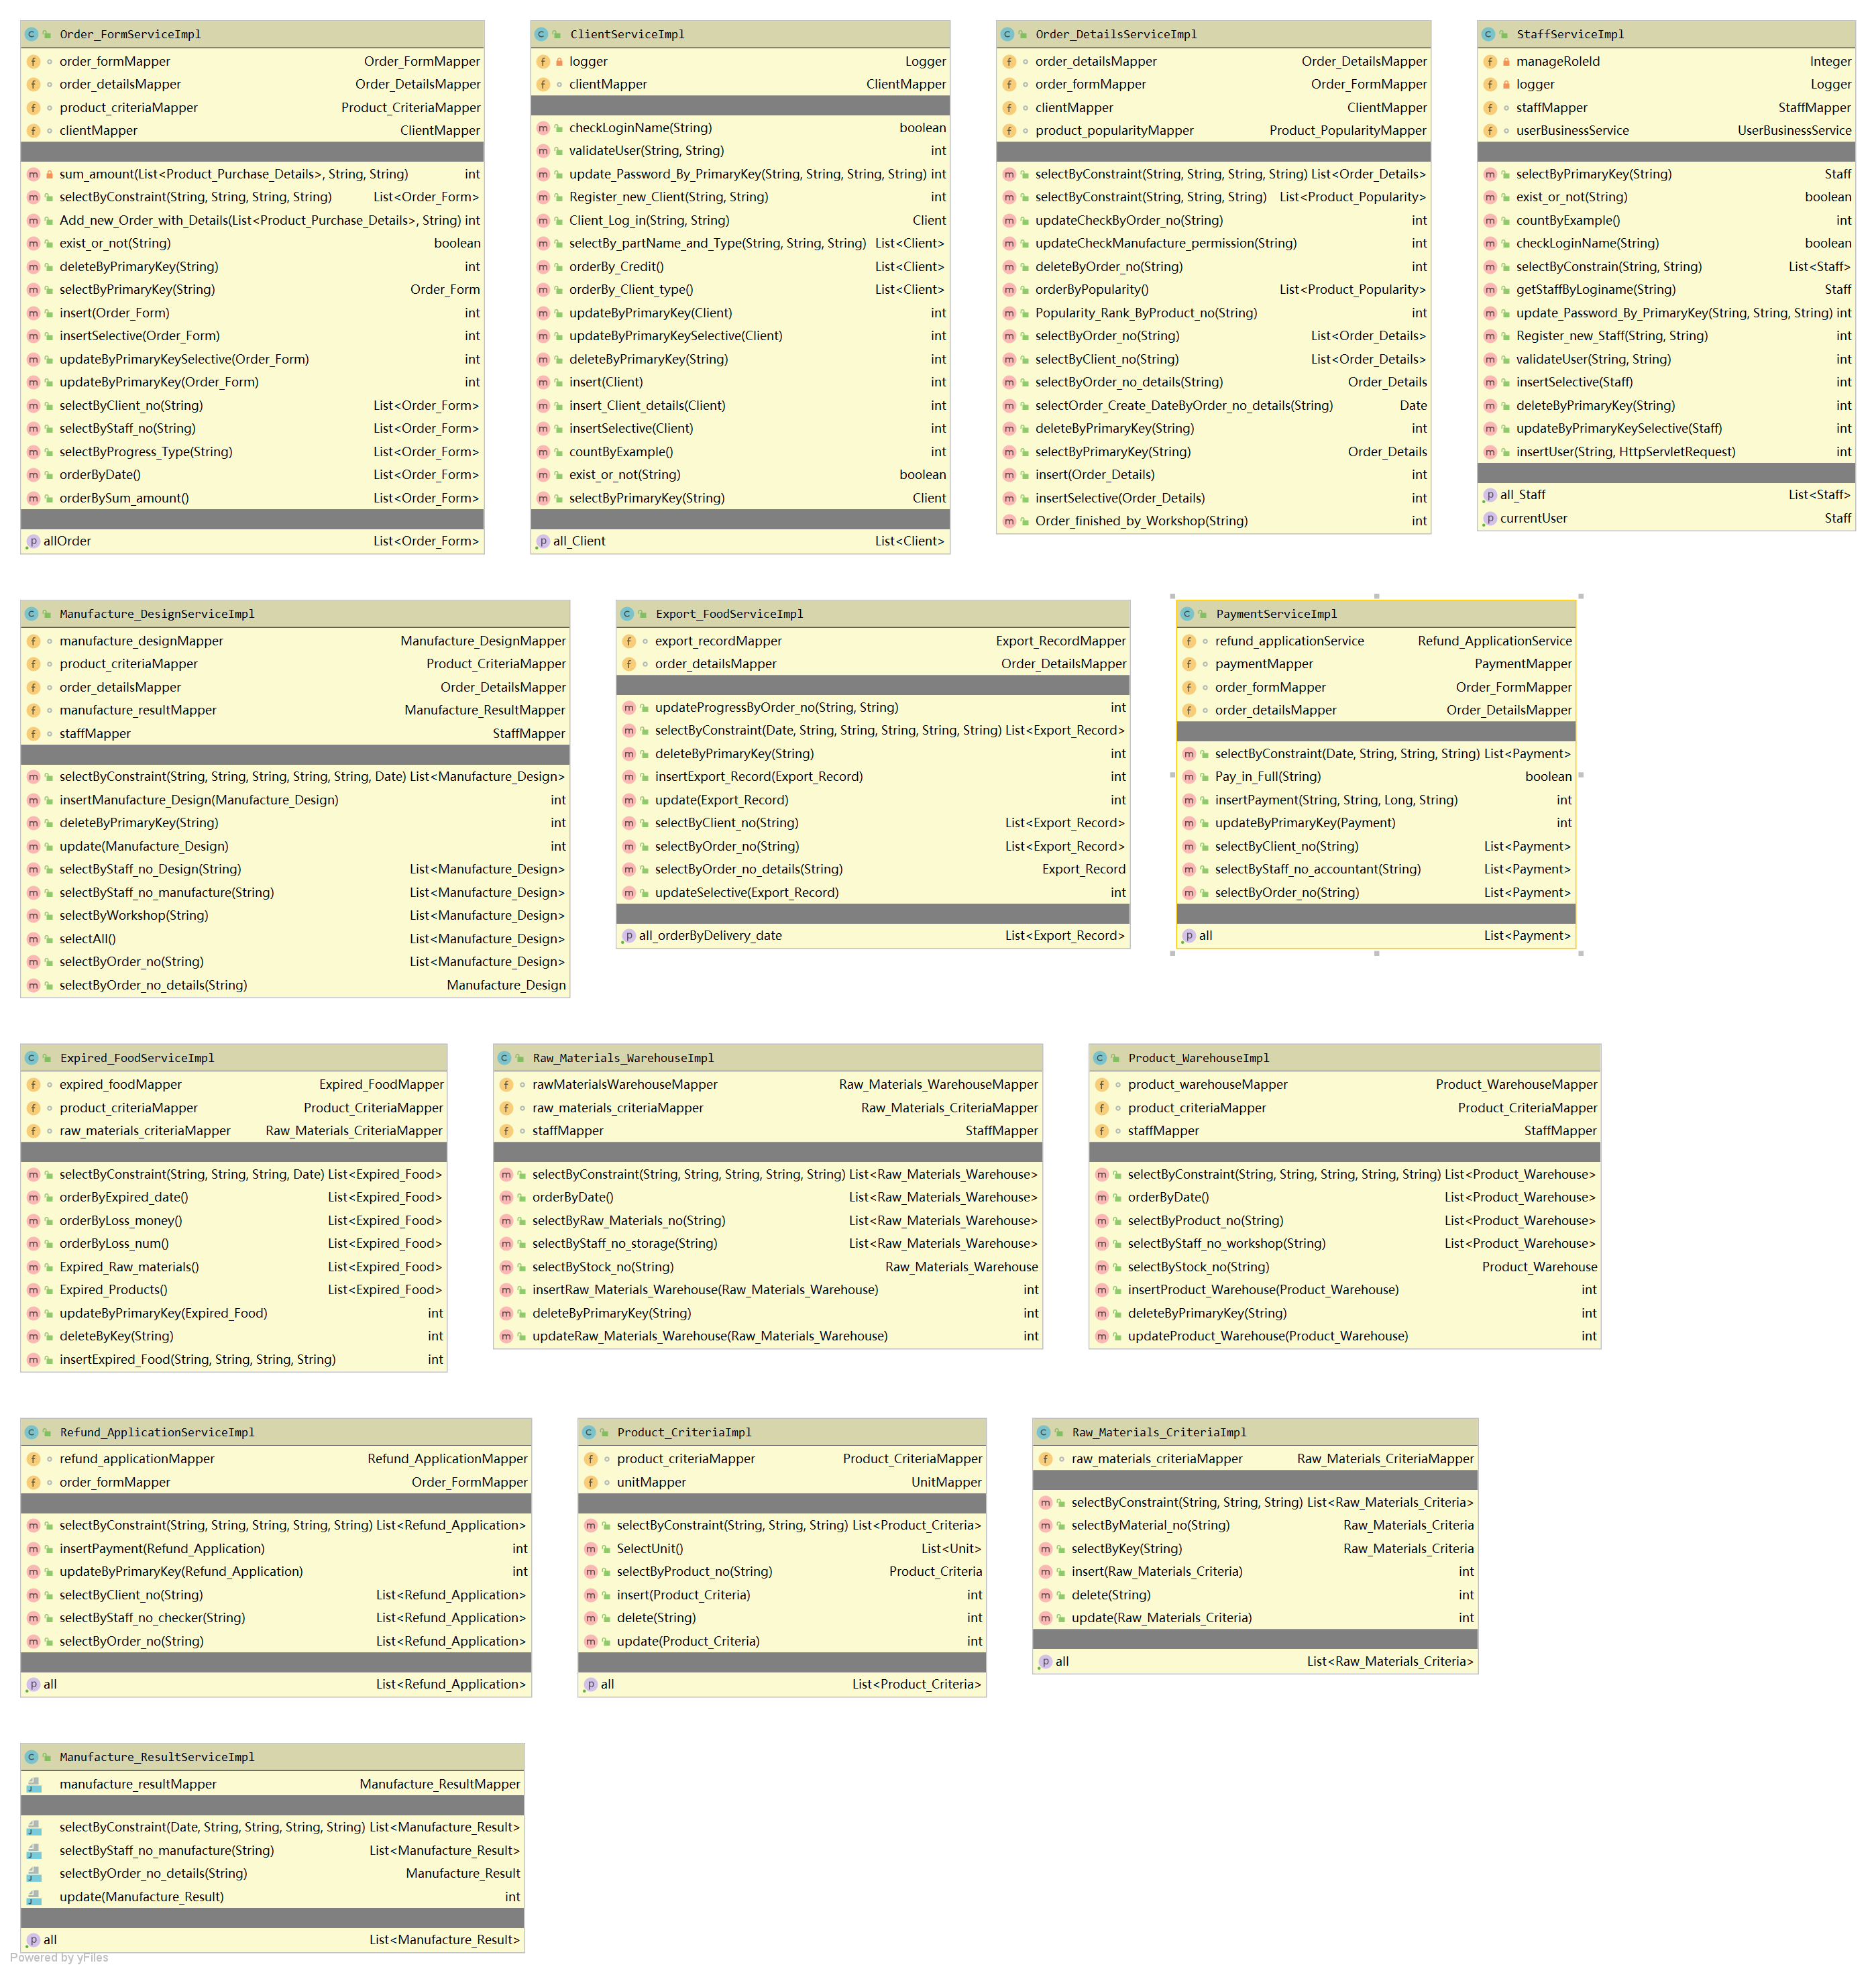 Order_FormServiceImpl
order_formMapper Order_FormMapper
order_detailsMapper Order_DetailsMapper
product_criteriaMapper Product_CriteriaMapper
clientMapper ClientMapper
sum_amount(List<Product_Purchase_Details>, String, String) int
selectByConstraint(String, String, String, String) List<Order_Form>
Add_new_Order_with_Details(List<Product_Purchase_Details>, String) int
exist_or_not(String) boolean
deleteByPrimaryKey(String) int
selectByPrimaryKey(String) Order_Form
insert(Order_Form) int
insertSelective(Order_Form) int
updateByPrimaryKeySelective(Order_Form) int
updateByPrimaryKey(Order_Form) int
selectByClient_no(String) List<Order_Form>
selectByStaff_no(String) List<Order_Form>
selectByProgress_Type(String) List<Order_Form>
orderByDate() List<Order_Form>
orderBySum_amount() List<Order_Form>
allOrder List<Order_Form>
ClientServiceImpl
logger Logger
clientMapper ClientMapper
checkLoginName(String) boolean
validateUser(String, String) int
update_Password_By_PrimaryKey(String, String, String, String) int
Register_new_Client(String, String) int
Client_Log_in(String, String) Client
selectBy_partName_and_Type(String, String, String) List<Client>
orderBy_Credit() List<Client>
orderBy_Client_type() List<Client>
updateByPrimaryKey(Client) int
updateByPrimaryKeySelective(Client) int
deleteByPrimaryKey(String) int
insert(Client) int
insert_Client_details(Client) int
insertSelective(Client) int
countByExample() int
exist_or_not(String) boolean
selectByPrimaryKey(String) Client
all_Client List<Client>
Order_DetailsServiceImpl
order_detailsMapper Order_DetailsMapper
order_formMapper Order_FormMapper
clientMapper ClientMapper
product_popularityMapper Product_PopularityMapper
selectByConstraint(String, String, String, String, String) List<Order_Details>
selectByConstraint(String, String, String, String) List<Product_Popularity>
updateCheckByOrder_no(String) int
updateCheckManufacture_permission(String) int
deleteByOrder_no(String) int
orderByPopularity() List<Product_Popularity>
Popularity_Rank_ByProduct_no(String) int
selectByOrder_no(String) List<Order_Details>
selectByClient_no(String) List<Order_Details>
selectByOrder_no_details(String) Order_Details
selectOrder_Create_DateByOrder_no_details(String) Date
deleteByPrimaryKey(String) int
selectByPrimaryKey(String) Order_Details
insert(Order_Details) int
insertSelective(Order_Details) int
Order_finished_by_Workshop(String) int
StaffServiceImpl
manageRoleId Integer
logger Logger
staffMapper StaffMapper
userBusinessService UserBusinessService
selectByPrimaryKey(String) Staff
exist_or_not(String) boolean
countByExample() int
checkLoginName(String) boolean
selectByConstrain(String, String) List<Staff>
getStaffByLoginame(String) Staff
update_Password_By_PrimaryKey(String, String, String) int
Register_new_Staff(String, String) int
validateUser(String, String) int
insertSelective(Staff) int
deleteByPrimaryKey(String) int
updateByPrimaryKeySelective(Staff) int
insertUser(String, HttpServletRequest) int
all_Staff List<Staff>
currentUser Staff
Manufacture_DesignServiceImpl
manufacture_designMapper Manufacture_DesignMapper
product_criteriaMapper Product_CriteriaMapper
order_detailsMapper Order_DetailsMapper
manufacture_resultMapper Manufacture_ResultMapper
staffMapper StaffMapper
selectByConstraint(String, String, String, String, String, Date) List<Manufacture_Design>
insertManufacture_Design(Manufacture_Design) int
deleteByPrimaryKey(String) int
update(Manufacture_Design) int
selectByStaff_no_Design(String) List<Manufacture_Design>
selectByStaff_no_manufacture(String) List<Manufacture_Design>
selectByWorkshop(String) List<Manufacture_Design>
selectAll() List<Manufacture_Design>
selectByOrder_no(String) List<Manufacture_Design>
selectByOrder_no_details(String) Manufacture_Design
Export_FoodServiceImpl
export_recordMapper Export_RecordMapper
order_detailsMapper Order_DetailsMapper
updateProgressByOrder_no(String, String) int
selectByConstraint(Date, String, String, String, String, String) List<Export_Record>
deleteByPrimaryKey(String) int
insertExport_Record(Export_Record) int
update(Export_Record) int
selectByClient_no(String) List<Export_Record>
selectByOrder_no(String) List<Export_Record>
selectByOrder_no_details(String) Export_Record
updateSelective(Export_Record) int
all_orderByDelivery_date List<Export_Record>
PaymentServiceImpl
refund_applicationService Refund_ApplicationService
paymentMapper PaymentMapper
order_formMapper Order_FormMapper
order_detailsMapper Order_DetailsMapper
selectByConstraint(Date, String, String, String) List<Payment>
Pay_in_Full(String) boolean
insertPayment(String, String, Long, String) int
updateByPrimaryKey(Payment) int
selectByClient_no(String) List<Payment>
selectByStaff_no_accountant(String) List<Payment>
selectByOrder_no(String) List<Payment>
all List<Payment>
Expired_FoodServiceImpl
expired_foodMapper Expired_FoodMapper
product_criteriaMapper Product_CriteriaMapper
raw_materials_criteriaMapper Raw_Materials_CriteriaMapper
selectByConstraint(String, String, String, Date) List<Expired_Food>
orderByExpired_date() List<Expired_Food>
orderByLoss_money() List<Expired_Food>
orderByLoss_num() List<Expired_Food>
Expired_Raw_materials() List<Expired_Food>
Expired_Products() List<Expired_Food>
updateByPrimaryKey(Expired_Food) int
deleteByKey(String) int
insertExpired_Food(String, String, String, String) int
Raw_Materials_WarehouseImpl
rawMaterialsWarehouseMapper Raw_Materials_WarehouseMapper
raw_materials_criteriaMapper Raw_Materials_CriteriaMapper
staffMapper StaffMapper
selectByConstraint(String, String, String, String, String, String) List<Raw_Materials_Warehouse>
orderByDate() List<Raw_Materials_Warehouse>
selectByRaw_Materials_no(String) List<Raw_Materials_Warehouse>
selectByStaff_no_storage(String) List<Raw_Materials_Warehouse>
selectByStock_no(String) Raw_Materials_Warehouse
insertRaw_Materials_Warehouse(Raw_Materials_Warehouse) int
deleteByPrimaryKey(String) int
updateRaw_Materials_Warehouse(Raw_Materials_Warehouse) int
Product_WarehouseImpl
product_warehouseMapper Product_WarehouseMapper
product_criteriaMapper Product_CriteriaMapper
staffMapper StaffMapper
selectByConstraint(String, String, String, String, String, String) List<Product_Warehouse>
orderByDate() List<Product_Warehouse>
selectByProduct_no(String) List<Product_Warehouse>
selectByStaff_no_workshop(String) List<Product_Warehouse>
selectByStock_no(String) Product_Warehouse
insertProduct_Warehouse(Product_Warehouse) int
deleteByPrimaryKey(String) int
updateProduct_Warehouse(Product_Warehouse) int
Refund_ApplicationServiceImpl
refund_applicationMapper Refund_ApplicationMapper
order_formMapper Order_FormMapper
selectByConstraint(String, String, String, String, String) List<Refund_Application>
insertPayment(Refund_Application) int
updateByPrimaryKey(Refund_Application) int
selectByClient_no(String) List<Refund_Application>
selectByStaff_no_checker(String) List<Refund_Application>
selectByOrder_no(String) List<Refund_Application>
all List<Refund_Application>
Product_CriteriaImpl
product_criteriaMapper Product_CriteriaMapper
unitMapper UnitMapper
selectByConstraint(String, String, String) List<Product_Criteria>
SelectUnit() List<Unit>
selectByProduct_no(String) Product_Criteria
insert(Product_Criteria) int
delete(String) int
update(Product_Criteria) int
all List<Product_Criteria>
Raw_Materials_CriteriaImpl
raw_materials_criteriaMapper Raw_Materials_CriteriaMapper
selectByConstraint(String, String, String) List<Raw_Materials_Criteria>
selectByMaterial_no(String) Raw_Materials_Criteria
selectByKey(String) Raw_Materials_Criteria
insert(Raw_Materials_Criteria) int
delete(String) int
update(Raw_Materials_Criteria) int
all List<Raw_Materials_Criteria>
Manufacture_ResultServiceImpl
manufacture_resultMapper Manufacture_ResultMapper
selectByConstraint(Date, String, String, String, String) List<Manufacture_Result>
selectByStaff_no_manufacture(String) List<Manufacture_Result>
selectByOrder_no_details(String) Manufacture_Result
update(Manufacture_Result) int
all List<Manufacture_Result>
Powered by yFiles